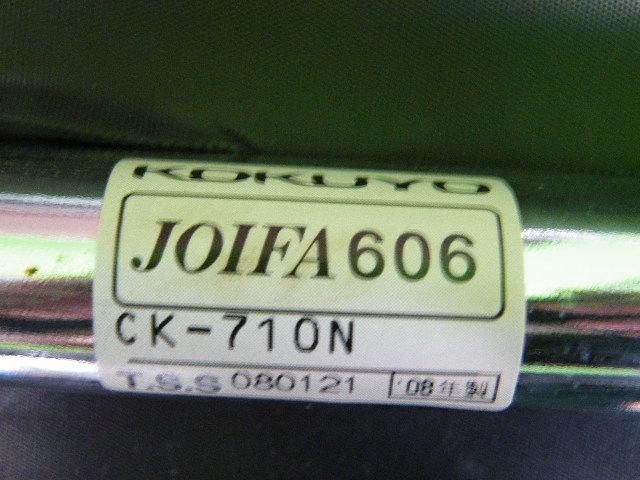 KOKUYO
JOIFA606
CK-710N
T.S.S 080121 '08年製